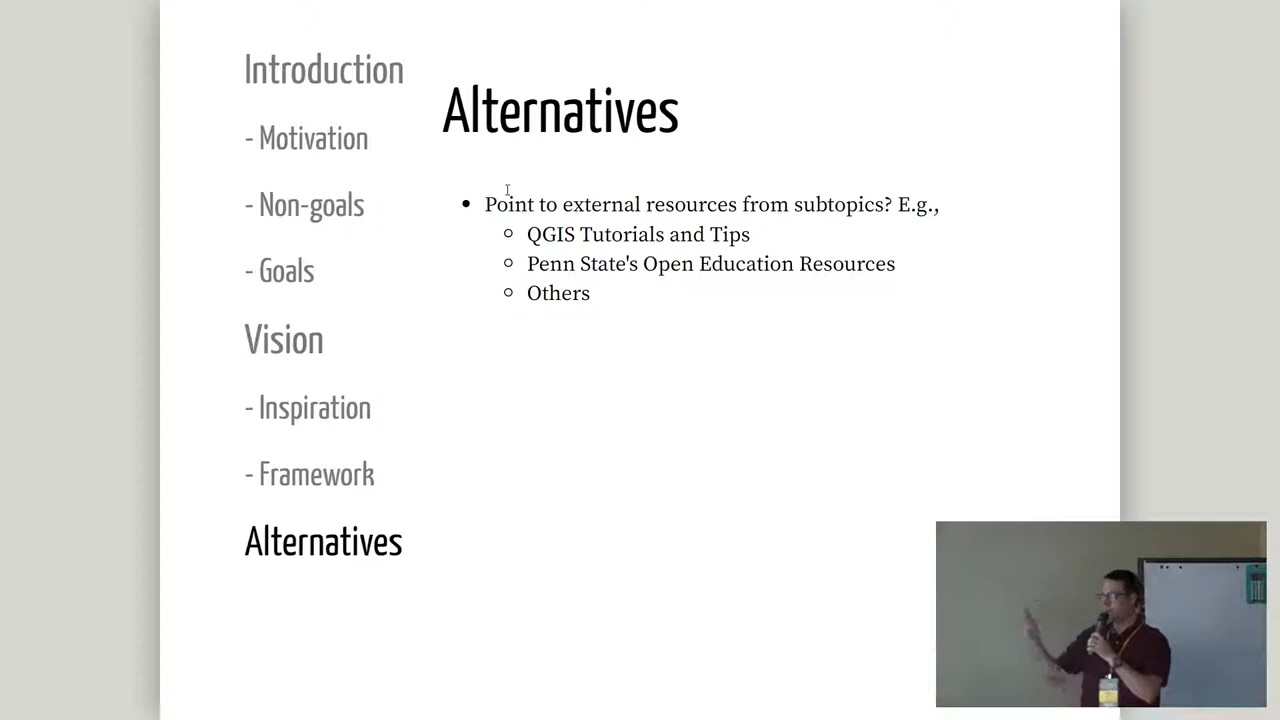 Introduction
- Motivation
- Non-goals
- Goals
Vision
- Inspiration
- Framework
Alternatives
Alternatives
Point to external resources from subtopics? E.g.,
QGIS Tutorials and Tips
Penn State's Open Education Resources
Others